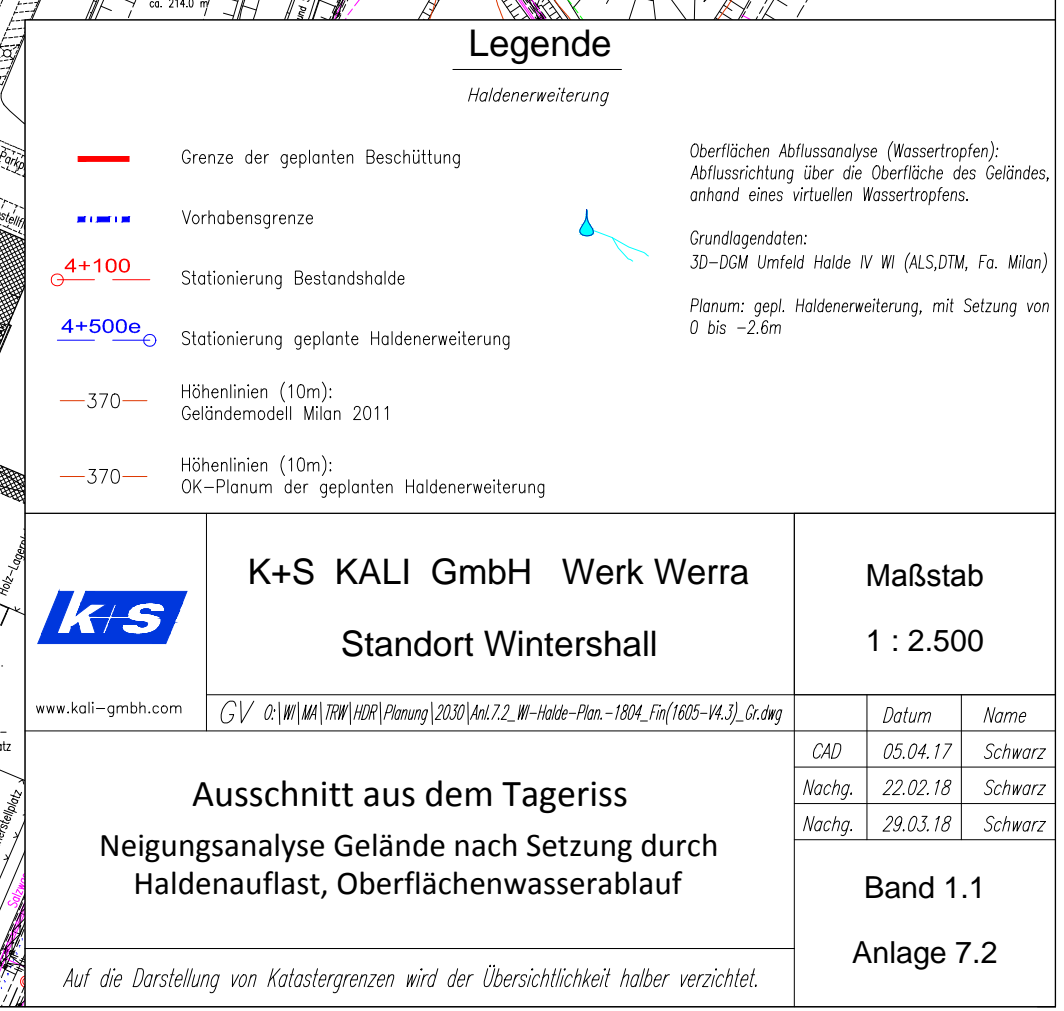 ca. 214.0 m
Legende
Haldenerweiterung
Grenze der geplanten Beschüttung
Vorhabensgrenze
4+100
Stationierung Bestandshalde
4+500e
Stationierung geplante Haldenerweiterung
370
Höhenlinien (10m):
Geländemodell Milan 2011
370
Höhenlinien (10m):
OK-Planum der geplanten Haldenerweiterung
Oberflächen Abflussanalyse (Wassertropfen):
Abflussrichtung über die Oberfläche des Geländes,
anhand eines virtuellen Wassertropfens.
Grundlagendaten:
3D-DGM Umfeld Halde IV WI (ALS,DTM, Fa. Milan)
Planum: gepl. Haldenerweiterung, mit Setzung von
0 bis -2.6m
k+s
www.kali-gmbh.com
K+S KALI GmbH Werk Werra
Standort Wintershall
GV O:|WI|MA|TRW|HDR|Planung|2030|Anl.7.2_WI-Halde-Plan.-1804_Fin(1605-V4.3)_Gr.dwg
Maßstab
1 : 2.500
Datum Name
CAD 05.04.17 Schwarz
Nachg. 22.02.18 Schwarz
Nachg. 29.03.18 Schwarz
Ausschnitt aus dem Tageriss
Neigungsanalyse Gelände nach Setzung durch
Haldenauflast, Oberflächenwasserablauf
Auf die Darstellung von Katastergrenzen wird der Übersichtlichkeit halber verzichtet.
Band 1.1
Anlage 7.2